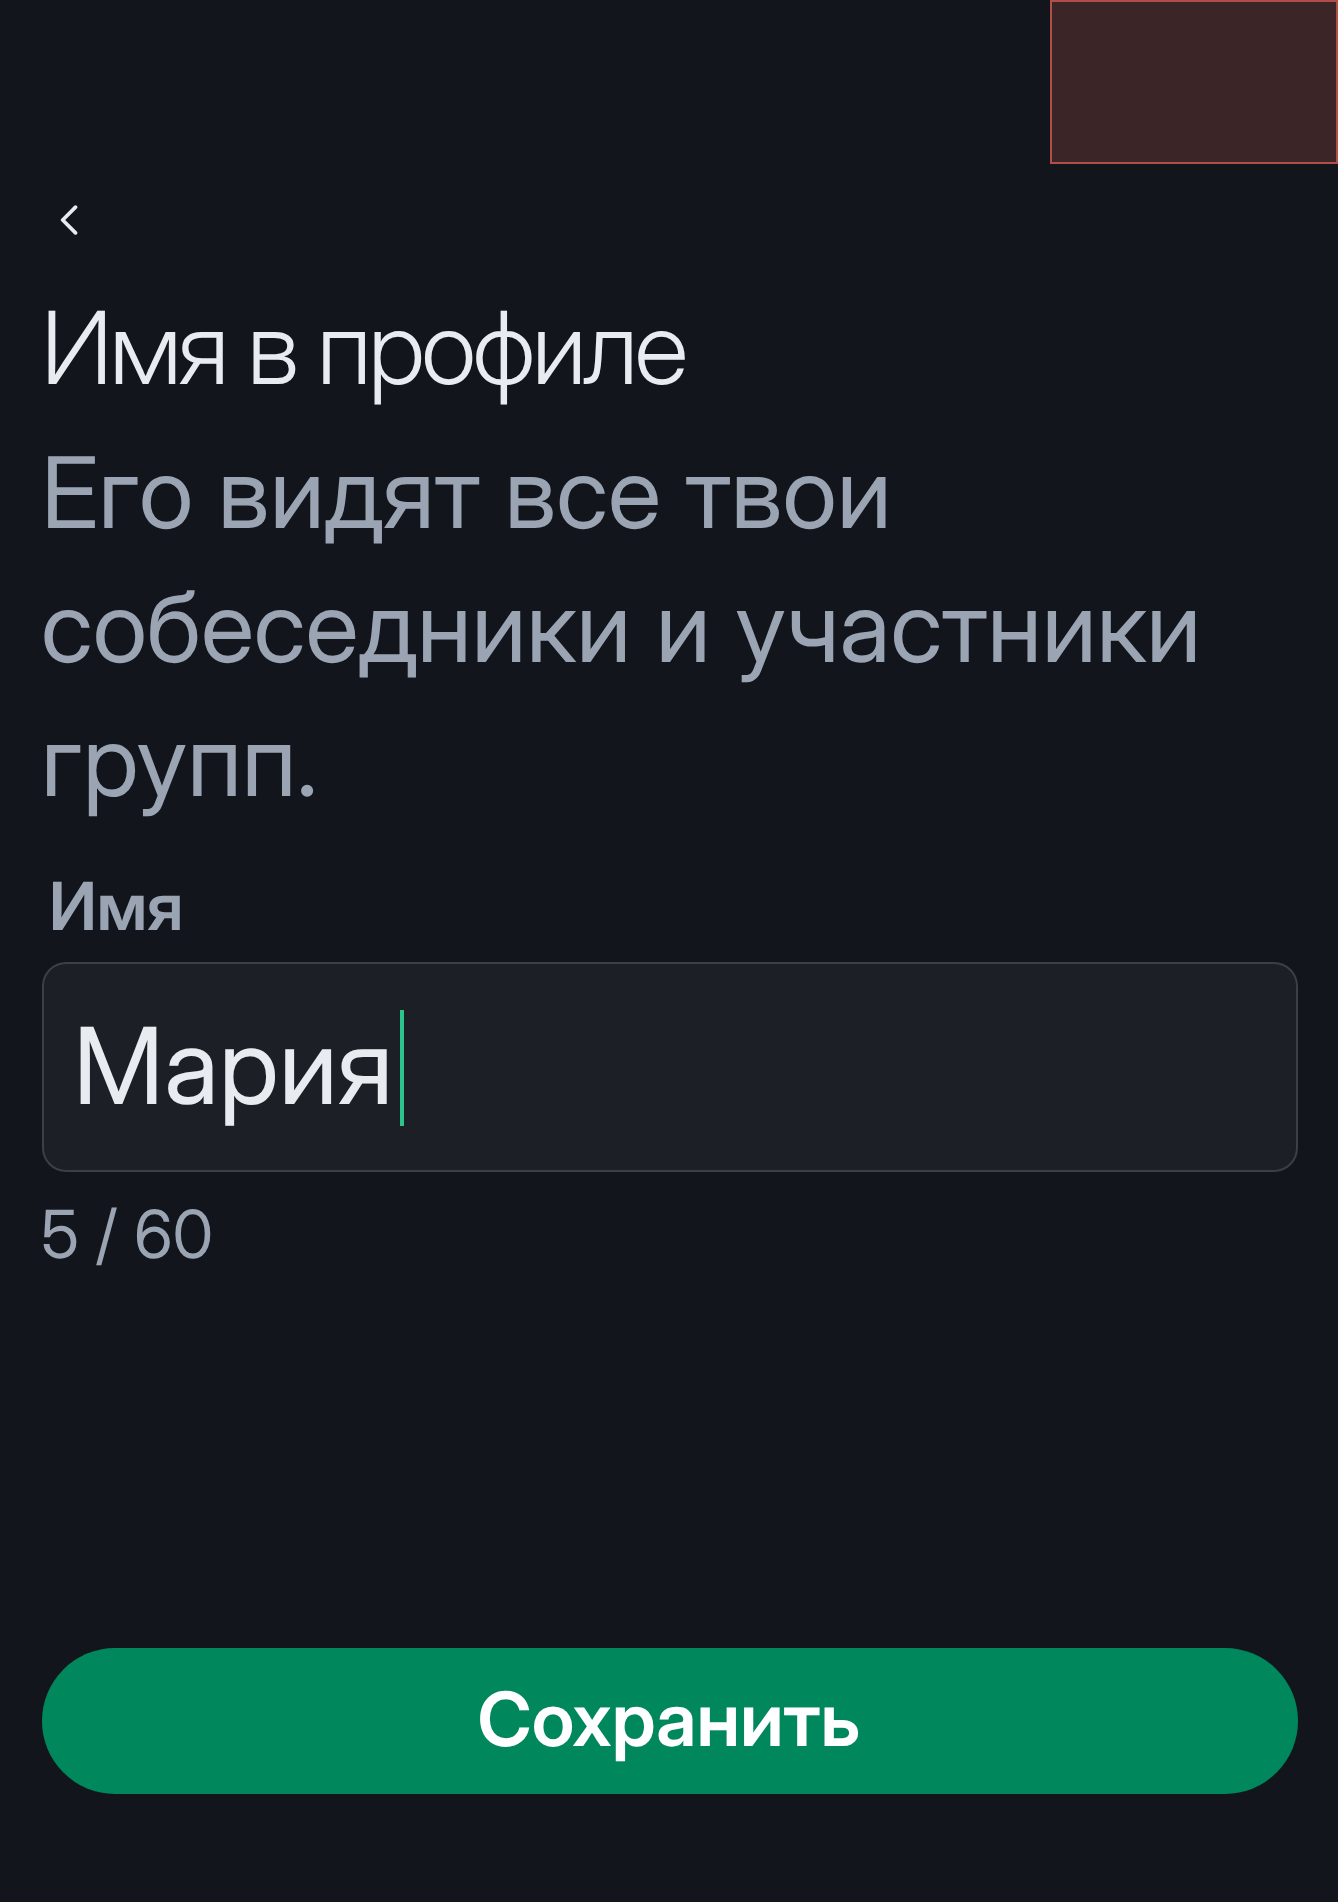 Имя в профиле
Его видят все твои
собеседники и участники
групп.
Имя
Мария
5 / 60
Сохранить